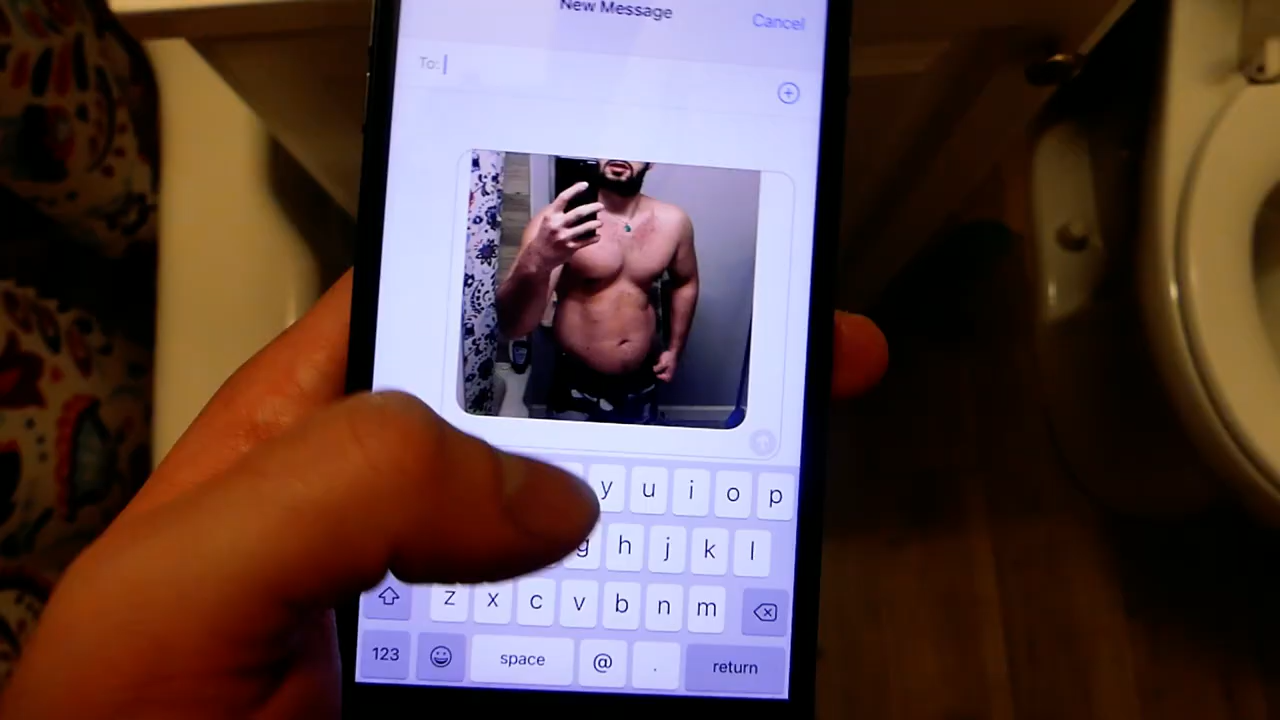 New Message
Cancel
To:
y u i o p
g h j k l
z x c v b n m
123 space @ . return